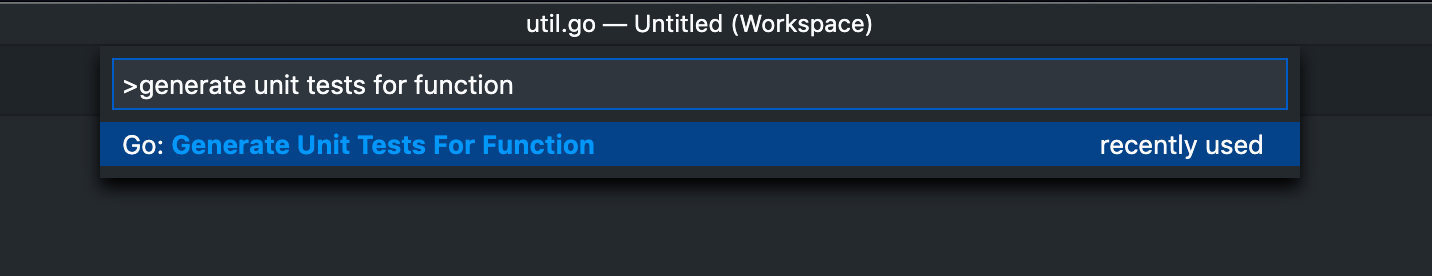 util.go — Untitled (Workspace)
>generate unit tests for function
Go: Generate Unit Tests For Function recently used